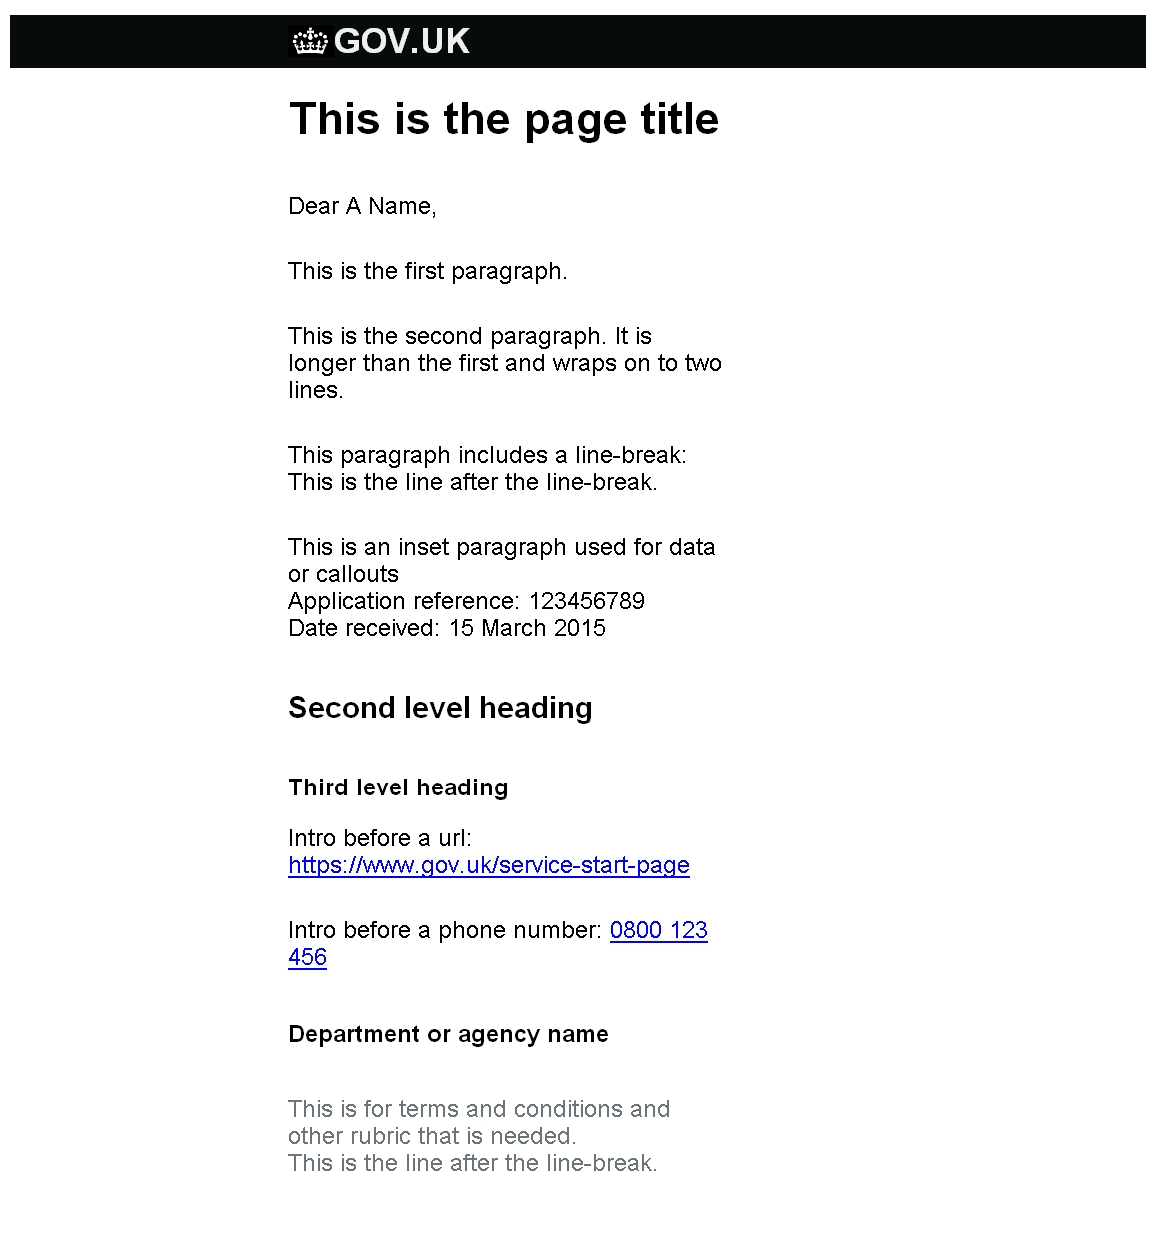 GOV.UK
This is the page title
Dear A Name,
This is the first paragraph.
This is the second paragraph. It is
longer than the first and wraps on to two
lines.
This paragraph includes a line-break:
This is the line after the line-break.
This is an inset paragraph used for data
or callouts
Application reference: 123456789
Date received: 15 March 2015
Second level heading
Third level heading
Intro before a url:
https://www.gov.uk/service-start-page
Intro before a phone number: 0800 123
456
Department or agency name
This is for terms and conditions and
other rubric that is needed.
This is the line after the line-break.